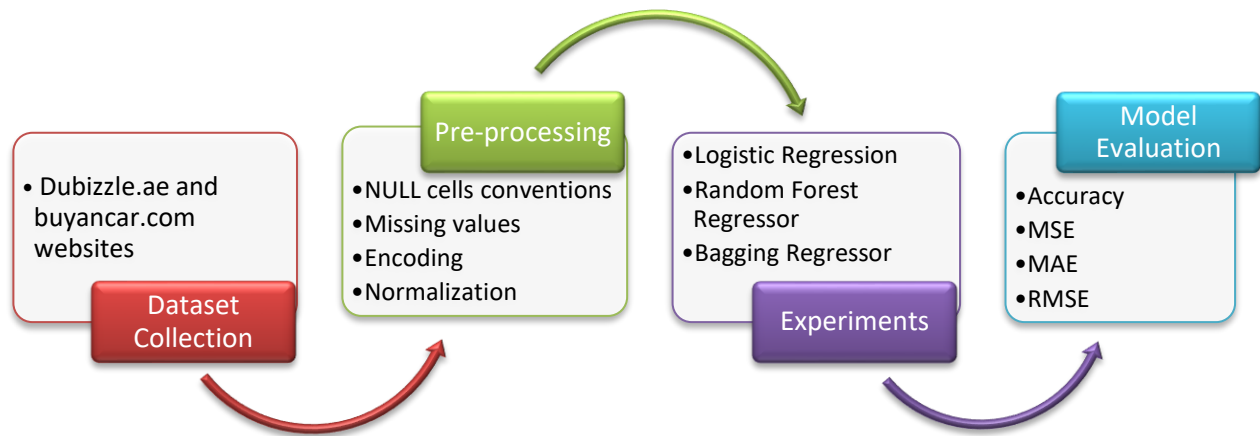 • Dubizzle.ae and
buyancar.com
websites
Dataset
Collection
Pre-processing
•NULL cells conventions
•Missing values
•Encoding
•Normalization
•Logistic Regression
•Random Forest
Regressor
•Bagging Regressor
Experiments
Model
Evaluation
•Accuracy
•MSE
•MAE
•RMSE